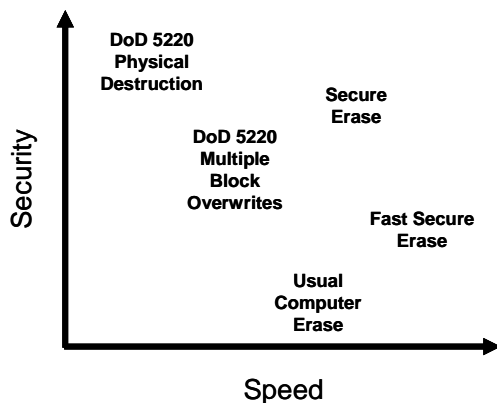 DoD 5220
Physical
Destruction
Secure
Erase
DoD 5220
Multiple
Block
Overwrites
Fast Secure
Erase
Usual
Computer
Erase
Security
Speed